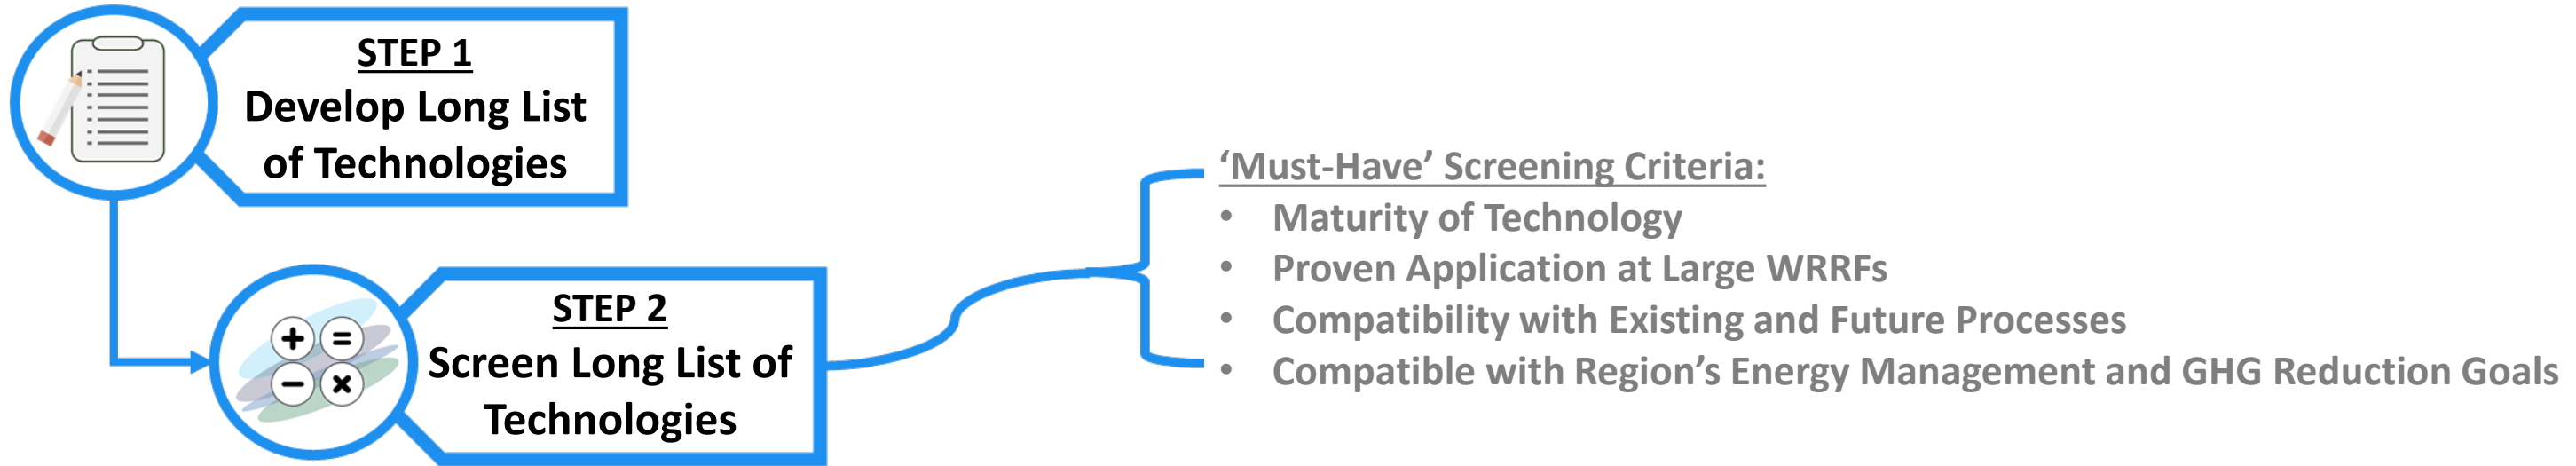 STEP 1
Develop Long List
of Technologies
STEP 2
Screen Long List of
Technologies
‘Must-Have’ Screening Criteria:
• Maturity of Technology
• Proven Application at Large WRRFs
• Compatibility with Existing and Future Processes
• Compatible with Region’s Energy Management and GHG Reduction Goals